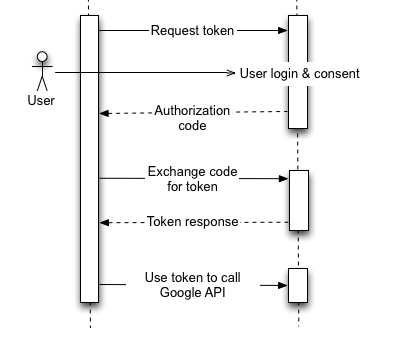 Request token
User login & consent
User
Authorization
code
Exchange code
for token
Token response
Use token to call
Google API